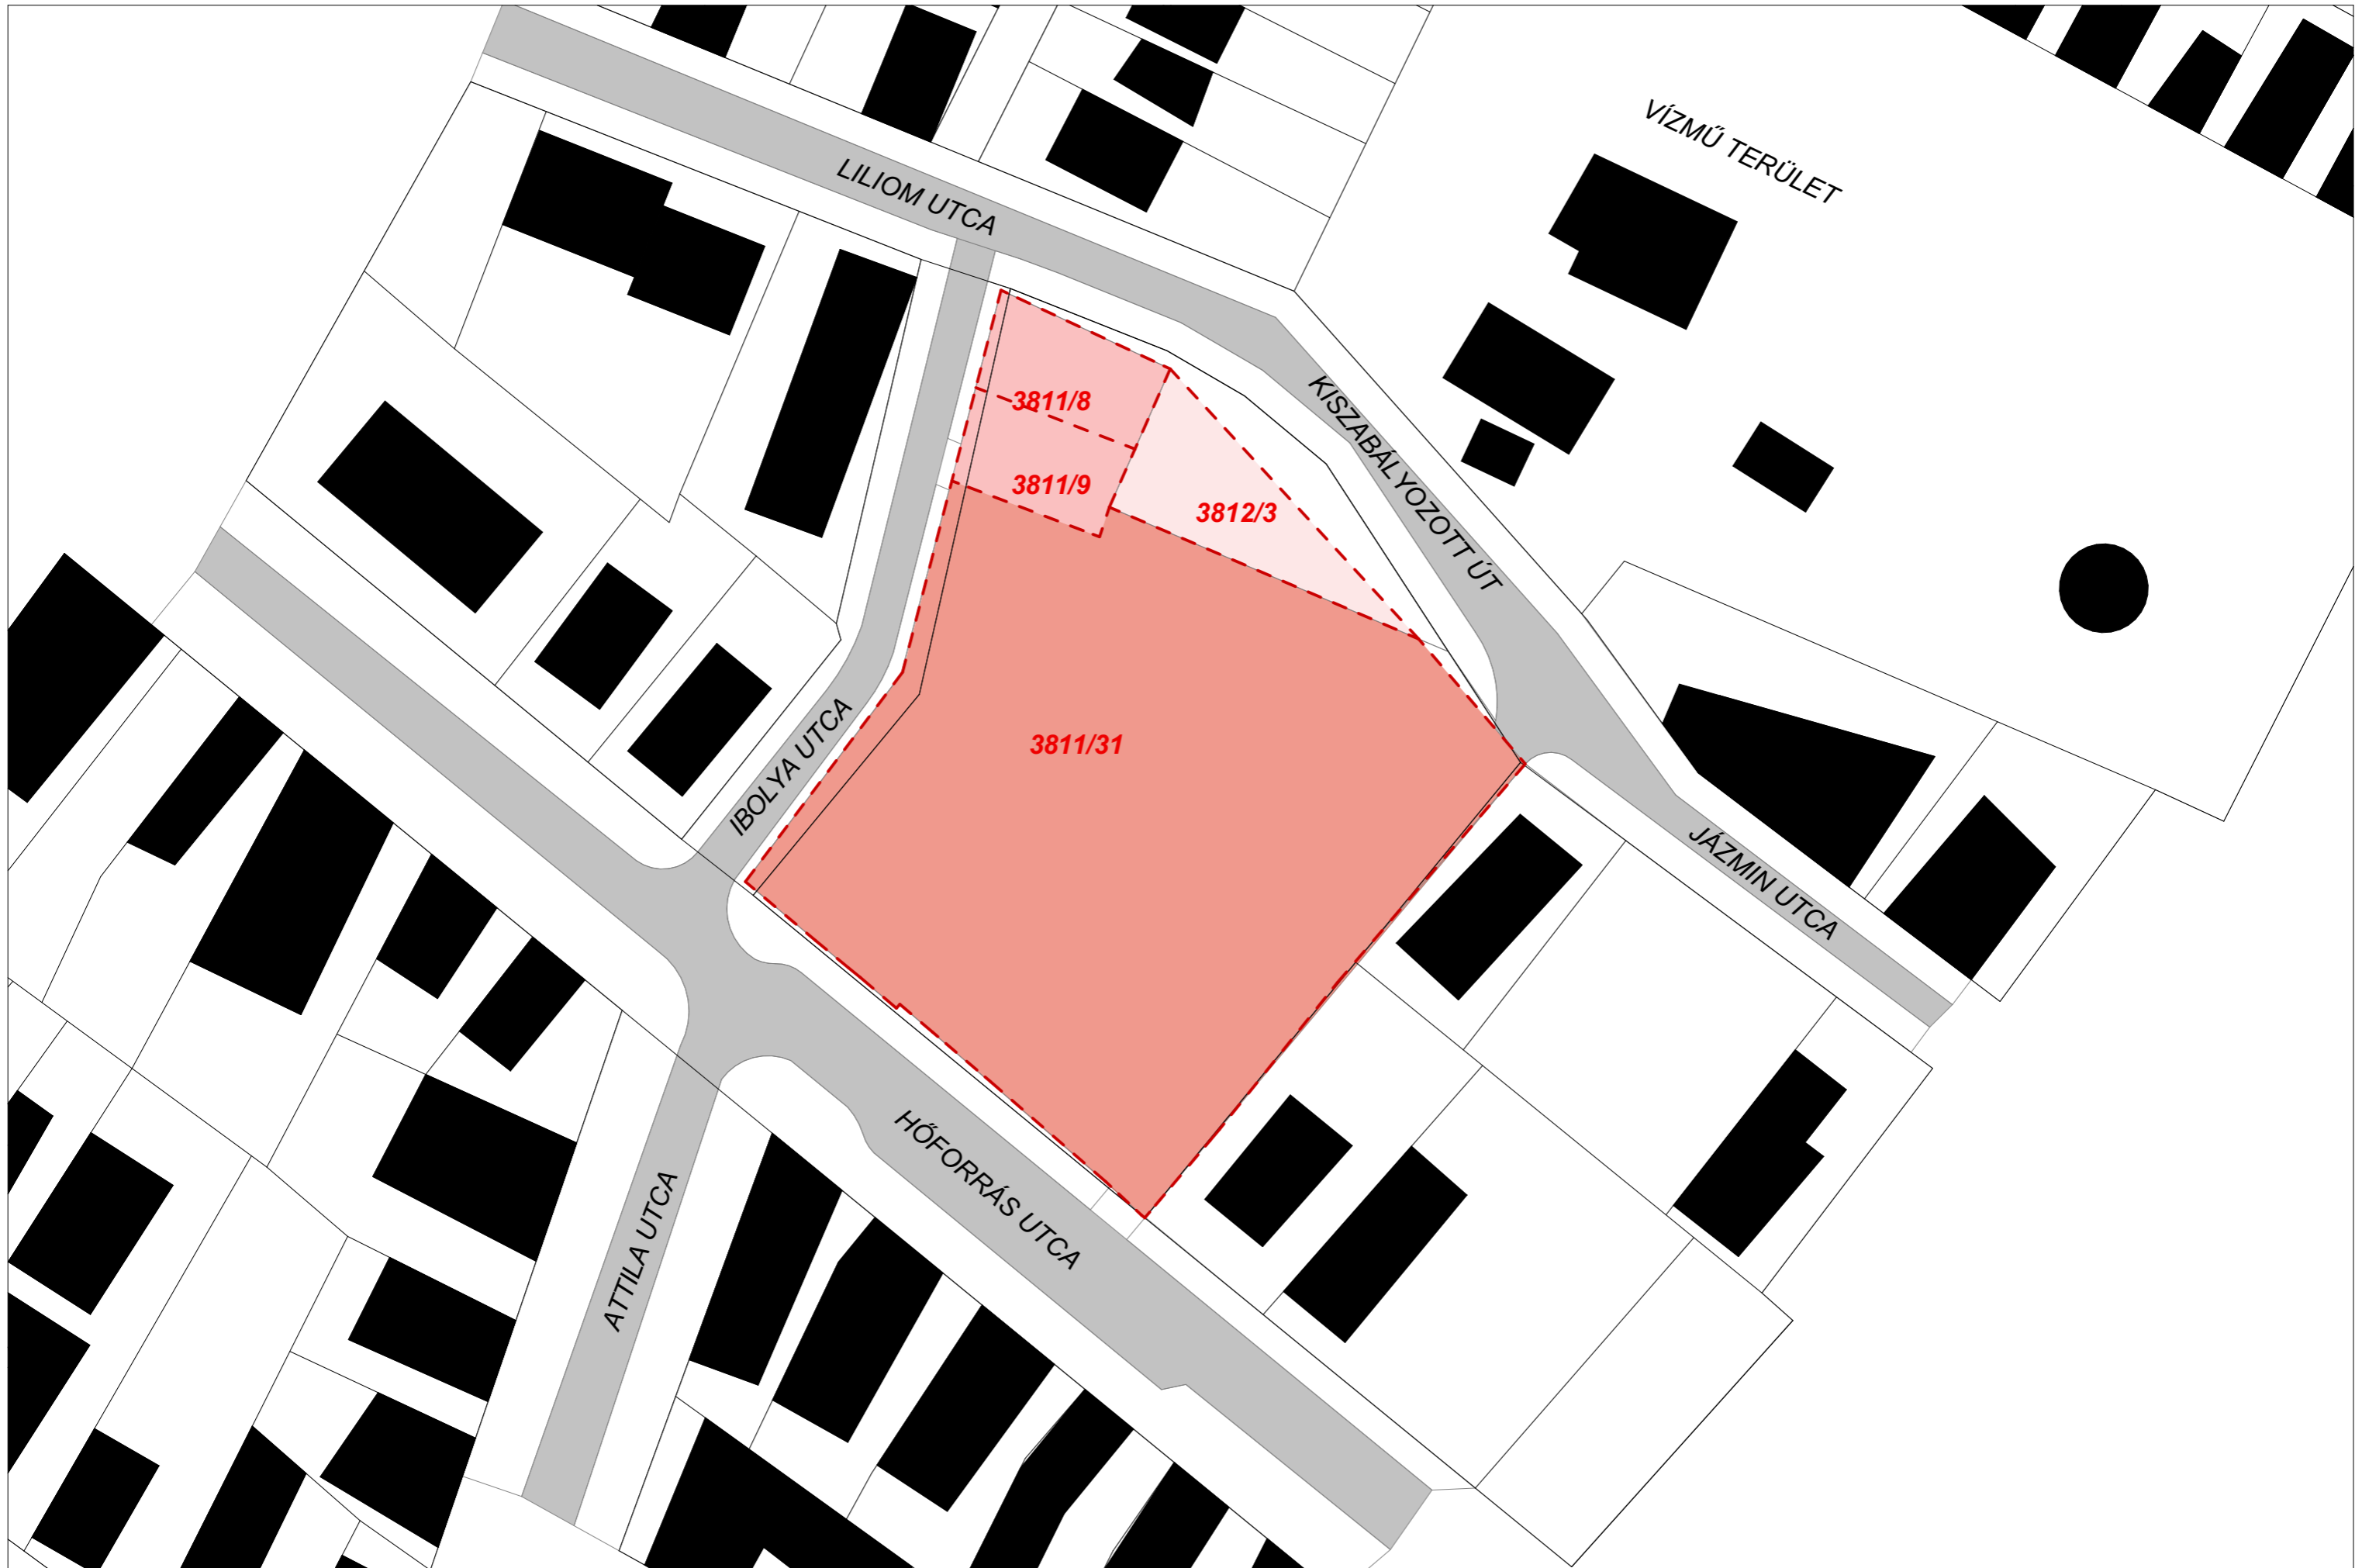 VÍZMŰ TERÜLET
LILIOM UTCA
3811/8
KISZABÁLYOZOTT ÚT
3811/9
3812/3
3811/31
IBOLYA UTCA
JÁZMIN UTCA
HŐFORRÁS UTCA
ATTILA UTCA